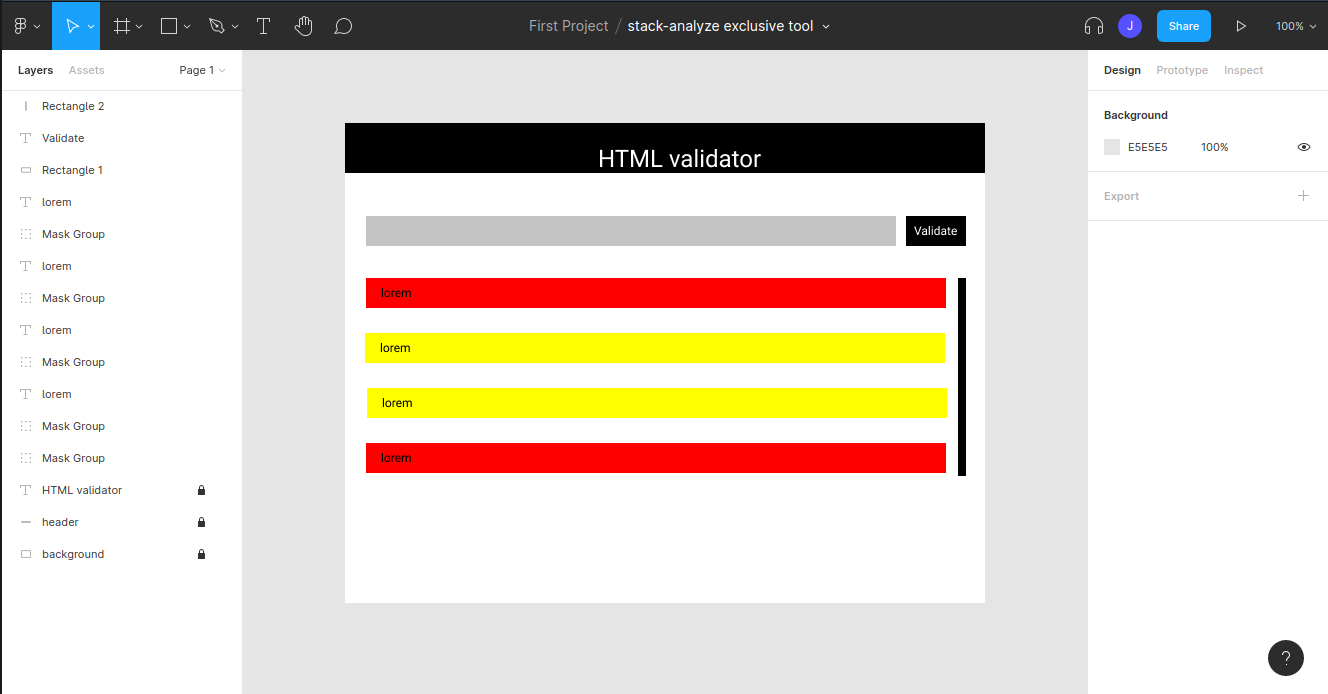 First Project / stack-analyze exclusive tool
J
Share
100%
Layers Assets Page 1
Rectangle 2
Validate
Rectangle 1
lorem
Mask Group
lorem
Mask Group
lorem
Mask Group
lorem
Mask Group
Mask Group
HTML validator
header
background
HTML validator
Validate
lorem
lorem
lorem
lorem
Design Prototype Inspect
Background
E5E5E5 100%
Export
?